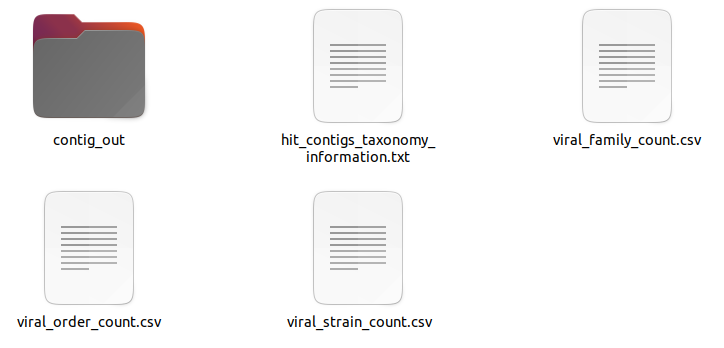 contig_out
hit_contigs_taxonomy_
information.txt
viral_family_count.csv
viral_order_count.csv
viral_strain_count.csv